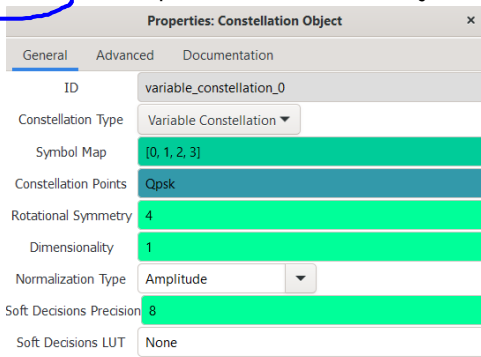 Properties: Constellation Object ×
General Advanced Documentation
ID variable_constellation_0
Constellation Type Variable Constellation
Symbol Map [0, 1, 2, 3]
Constellation Points Qpsk
Rotational Symmetry 4
Dimensionality 1
Normalization Type Amplitude
Soft Decisions Precision 8
Soft Decisions LUT None